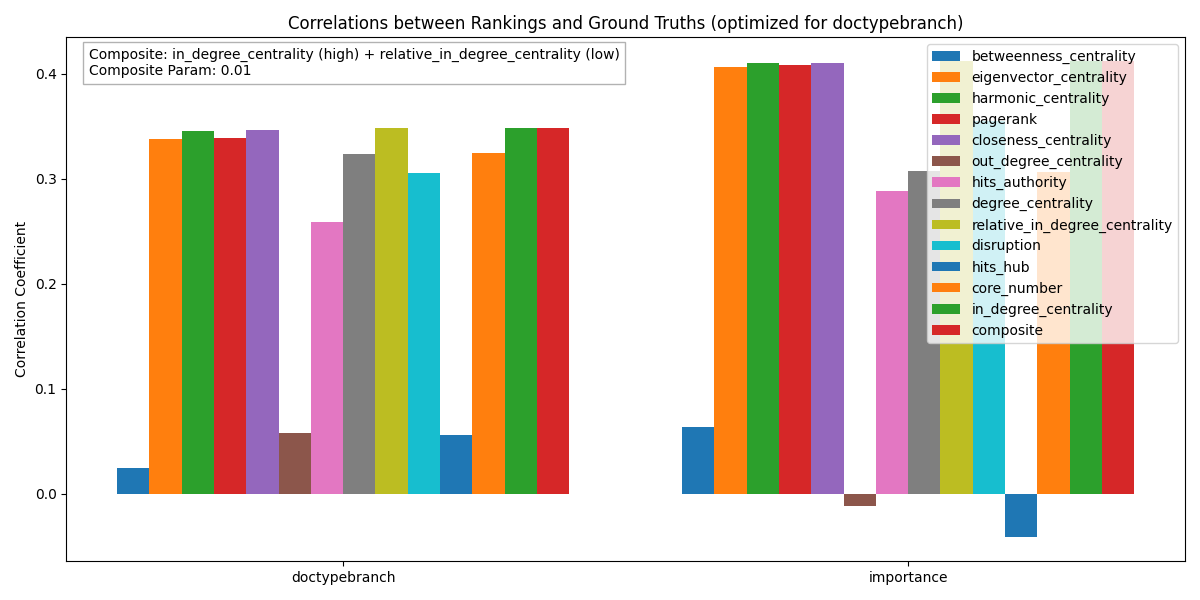 Correlations between Rankings and Ground Truths (optimized for doctypebranch)
Composite: in_degree_centrality (high) + relative_in_degree_centrality (low)
Composite Param: 0.01
betweenness_centrality
eigenvector_centrality
harmonic_centrality
pagerank
closeness_centrality
out_degree_centrality
hits_authority
degree_centrality
relative_in_degree_centrality
disruption
hits_hub
core_number
in_degree_centrality
composite
Correlation Coefficient
0.4
0.3
0.2
0.1
0.0
doctypebranch
importance